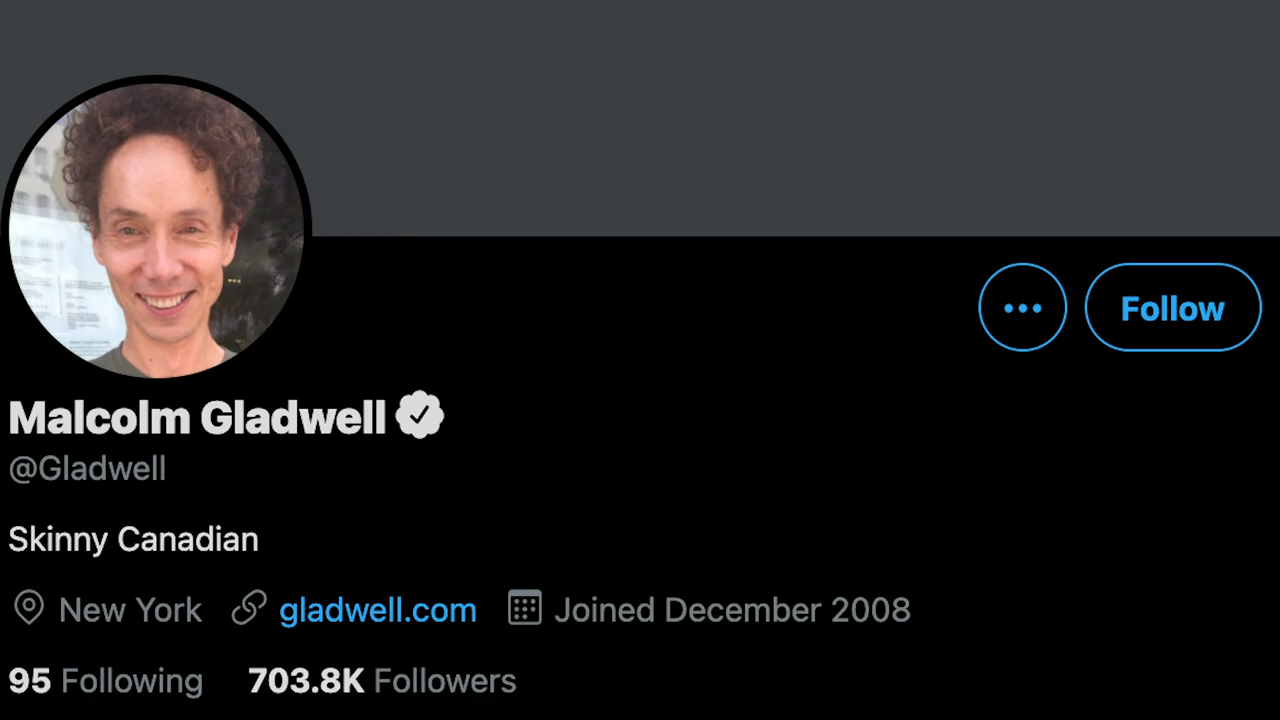 Follow
Malcolm Gladwell
@Gladwell
Skinny Canadian
New York gladwell.com Joined December 2008
95 Following 703.8K Followers